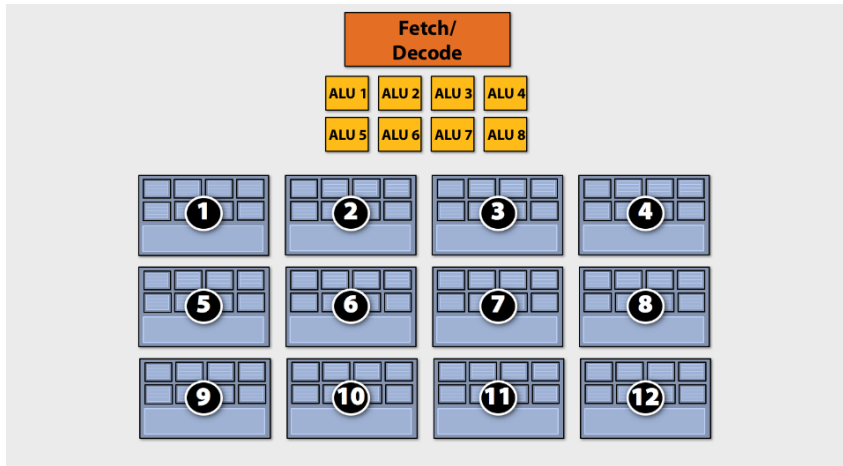 Fetch/
Decode
ALU 1 ALU 2 ALU 3 ALU 4
ALU 5 ALU 6 ALU 7 ALU 8
1 2 3 4
5 6 7 8
9 10 11 12